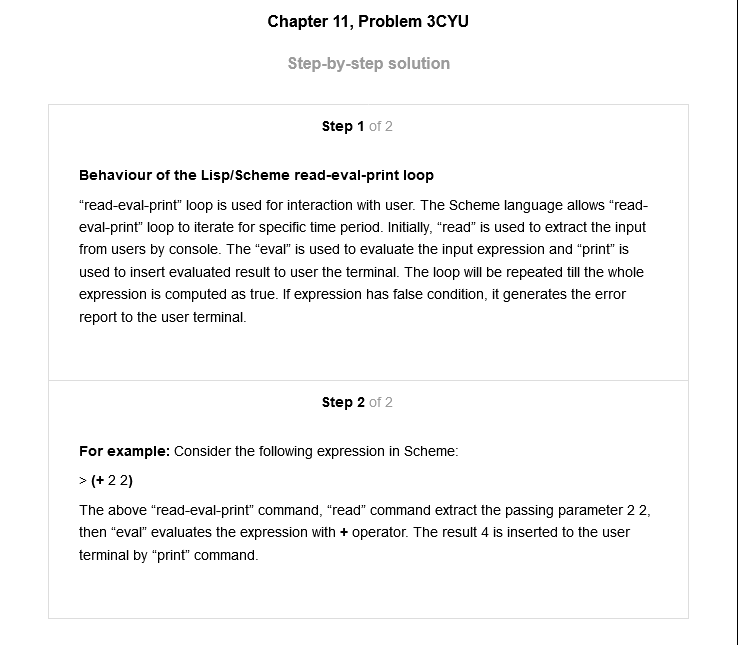 Chapter 11, Problem 3CYU
Step-by-step solution
Step 1 of 2
Behaviour of the Lisp/Scheme read-eval-print loop
“read-eval-print” loop is used for interaction with user. The Scheme language allows “read-
eval-print” loop to iterate for specific time period. Initially, “read” is used to extract the input
from users by console. The “eval” is used to evaluate the input expression and “print” is
used to insert evaluated result to user the terminal. The loop will be repeated till the whole
expression is computed as true. If expression has false condition, it generates the error
report to the user terminal.
Step 2 of 2
For example: Consider the following expression in Scheme:
> (+ 2 2)
The above “read-eval-print” command, “read” command extract the passing parameter 2 2,
then “eval” evaluates the expression with + operator. The result 4 is inserted to the user
terminal by “print” command.